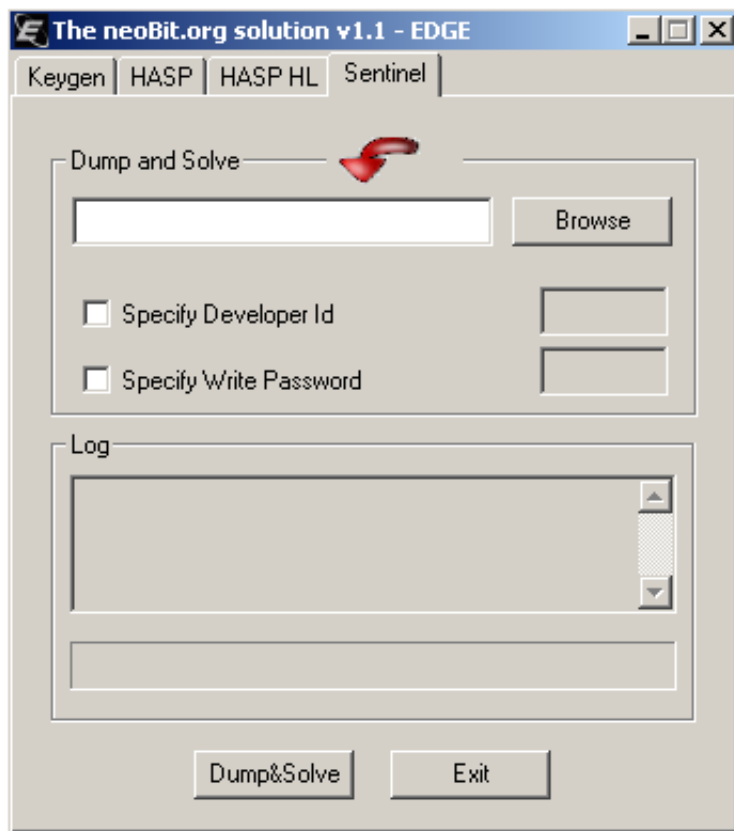 The neoBit.org solution v1.1 - EDGE
Keygen HASP HASP HL Sentinel
Dump and Solve
Browse
Specify Developer Id
Specify Write Password
Log
Dump&Solve Exit